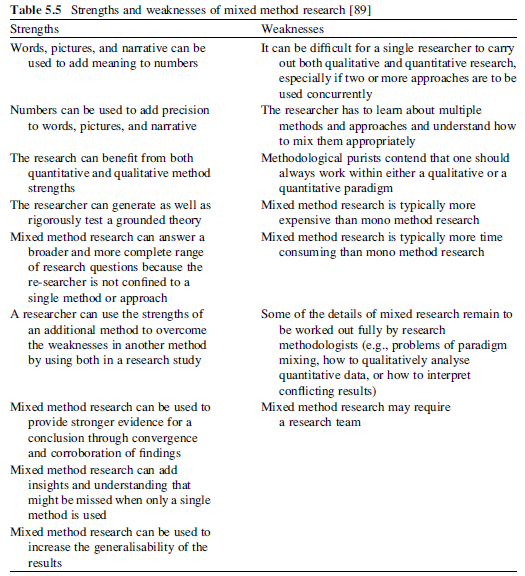 Table 5.5 Strengths and weaknesses of mixed method research [89]
Strengths
Weaknesses
Words, pictures, and narrative can be
used to add meaning to numbers
It can be difficult for a single researcher to carry
out both qualitative and quantitative research,
especially if two or more approaches are to be
used concurrently
Numbers can be used to add precision
to words, pictures, and narrative
The researcher has to learn about multiple
methods and approaches and understand how
to mix them appropriately
The research can benefit from both
quantitative and qualitative method
strengths
Methodological purists contend that one should
always work within either a qualitative or a
quantitative paradigm
The researcher can generate as well as
rigorously test a grounded theory
Mixed method research is typically more
expensive than mono method research
Mixed method research can answer a
broader and more complete range
of research questions because the
re-searcher is not confined to a
single method or approach
Mixed method research is typically more time
consuming than mono method research
A researcher can use the strengths of
an additional method to overcome
the weaknesses in another method
by using both in a research study
Some of the details of mixed research remain to
be worked out fully by research
methodologists (e.g., problems of paradigm
mixing, how to qualitatively analyse
quantitative data, or how to interpret
conflicting results)
Mixed method research can be used to
provide stronger evidence for a
conclusion through convergence
and corroboration of findings
Mixed method research may require
a research team
Mixed method research can add
insights and understanding that
might be missed when only a single
method is used
Mixed method research can be used to
increase the generalisability of the
results